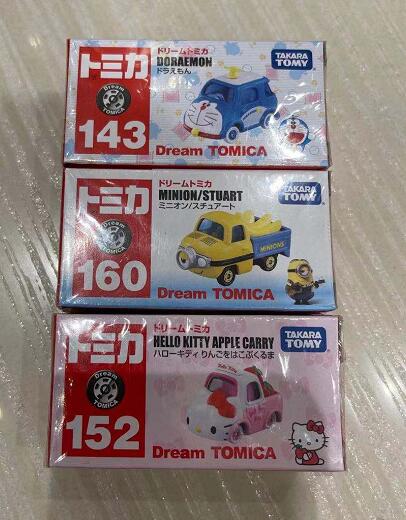 トミカ
Dream
TOMICA
143
ドリームトミカ
DORAEMON
ドラえもん
TAKARA
TOMY
Dream TOMICA
トミカ
Dream
TOMICA
160
ドリームトミカ
MINION/STUART
ミニオン/スチュアート
TAKARA
TOMY
MINIONS
Dream TOMICA
トミカ
Dream
TOMICA
152
ドリームトミカ
HELLO KITTY APPLE CARRY
ハローキティ りんごをはこぶくるま
TAKARA
TOMY
Hello Kitty
Dream TOMICA